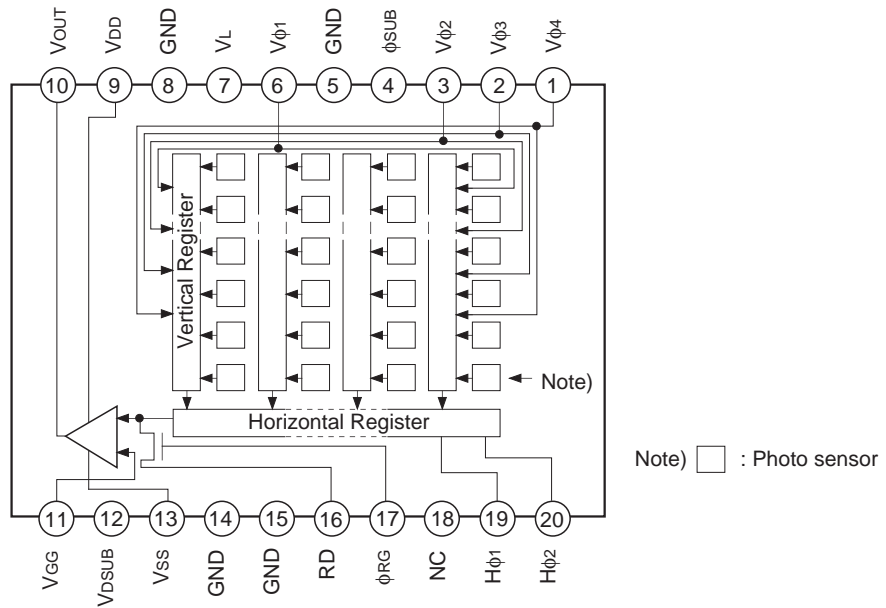 VOUT
VDD
GND
VL
Vφ1
GND
φSUB
Vφ2
Vφ3
Vφ4
10 9 8 7 6 5 4 3 2 1
Vertical Register
Note)
Horizontal Register
Note) : Photo sensor
11 12 13 14 15 16 17 18 19 20
VGG
VDSUB
VSS
GND
GND
RD
φRG
NC
Hφ1
Hφ2